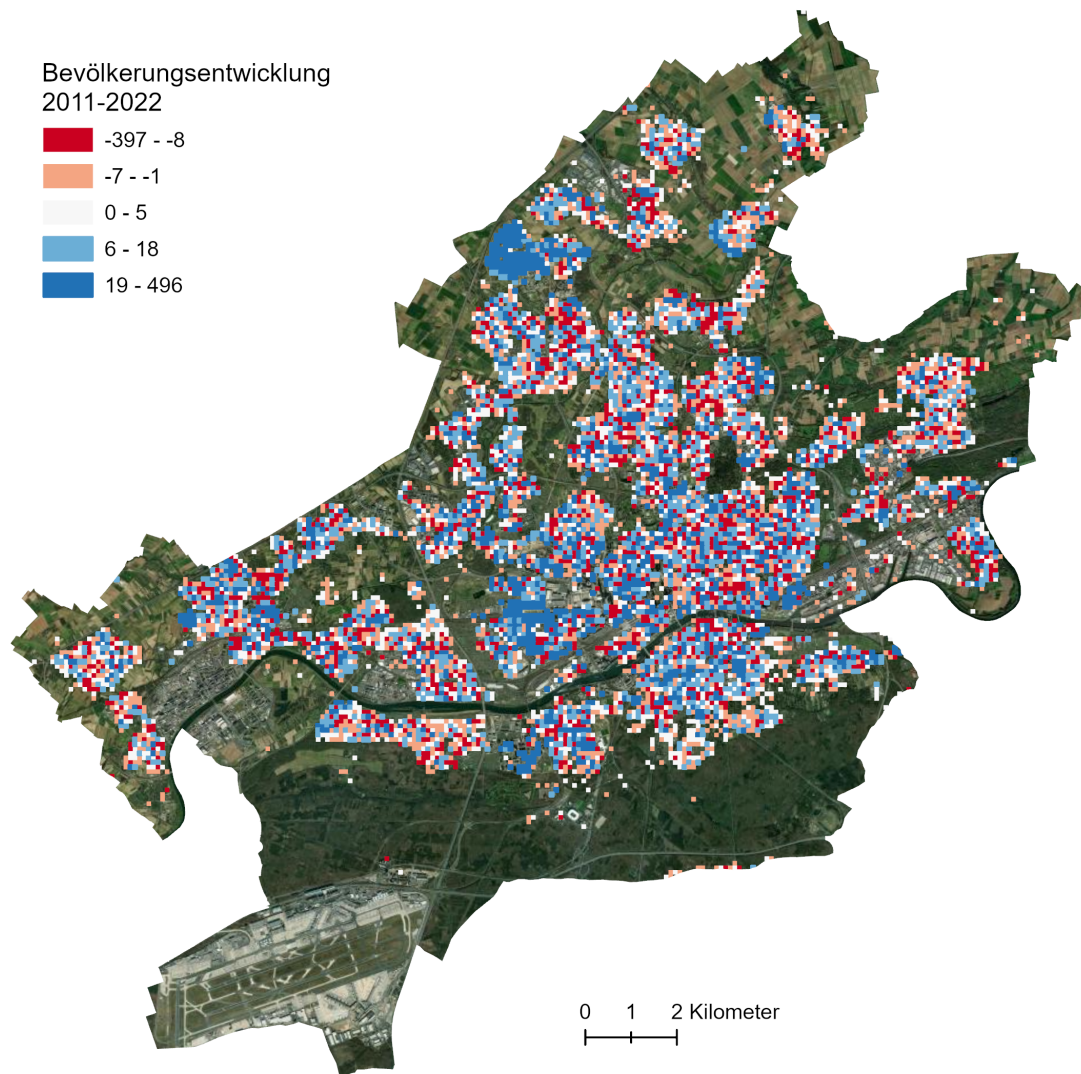 Bevölkerungsentwicklung
2011-2022
-397 - -8
-7 - -1
0 - 5
6 - 18
19 - 496
0 1 2 Kilometer